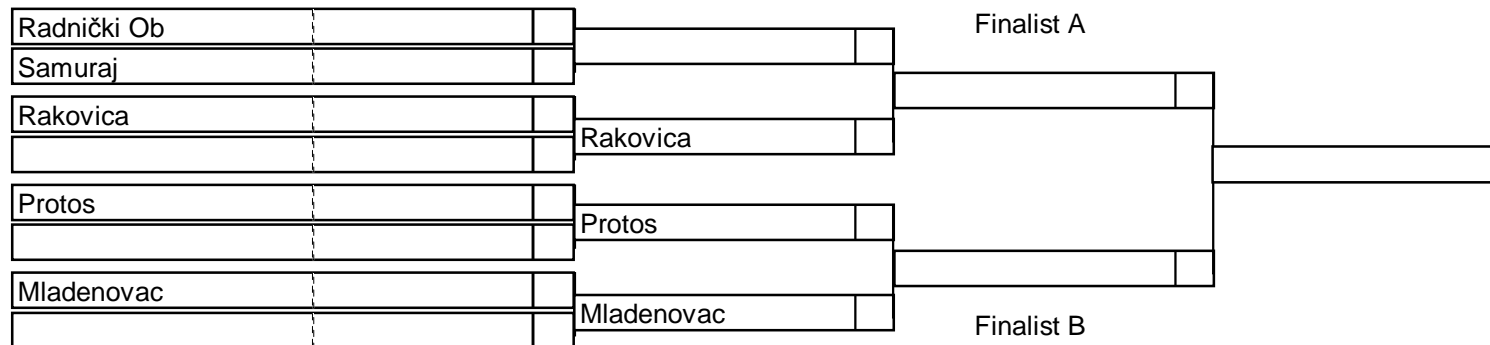 Radnički Ob
Samuraj
Rakovica
Protos
Mladenovac
Rakovica
Protos
Mladenovac
Finalist A
Finalist B